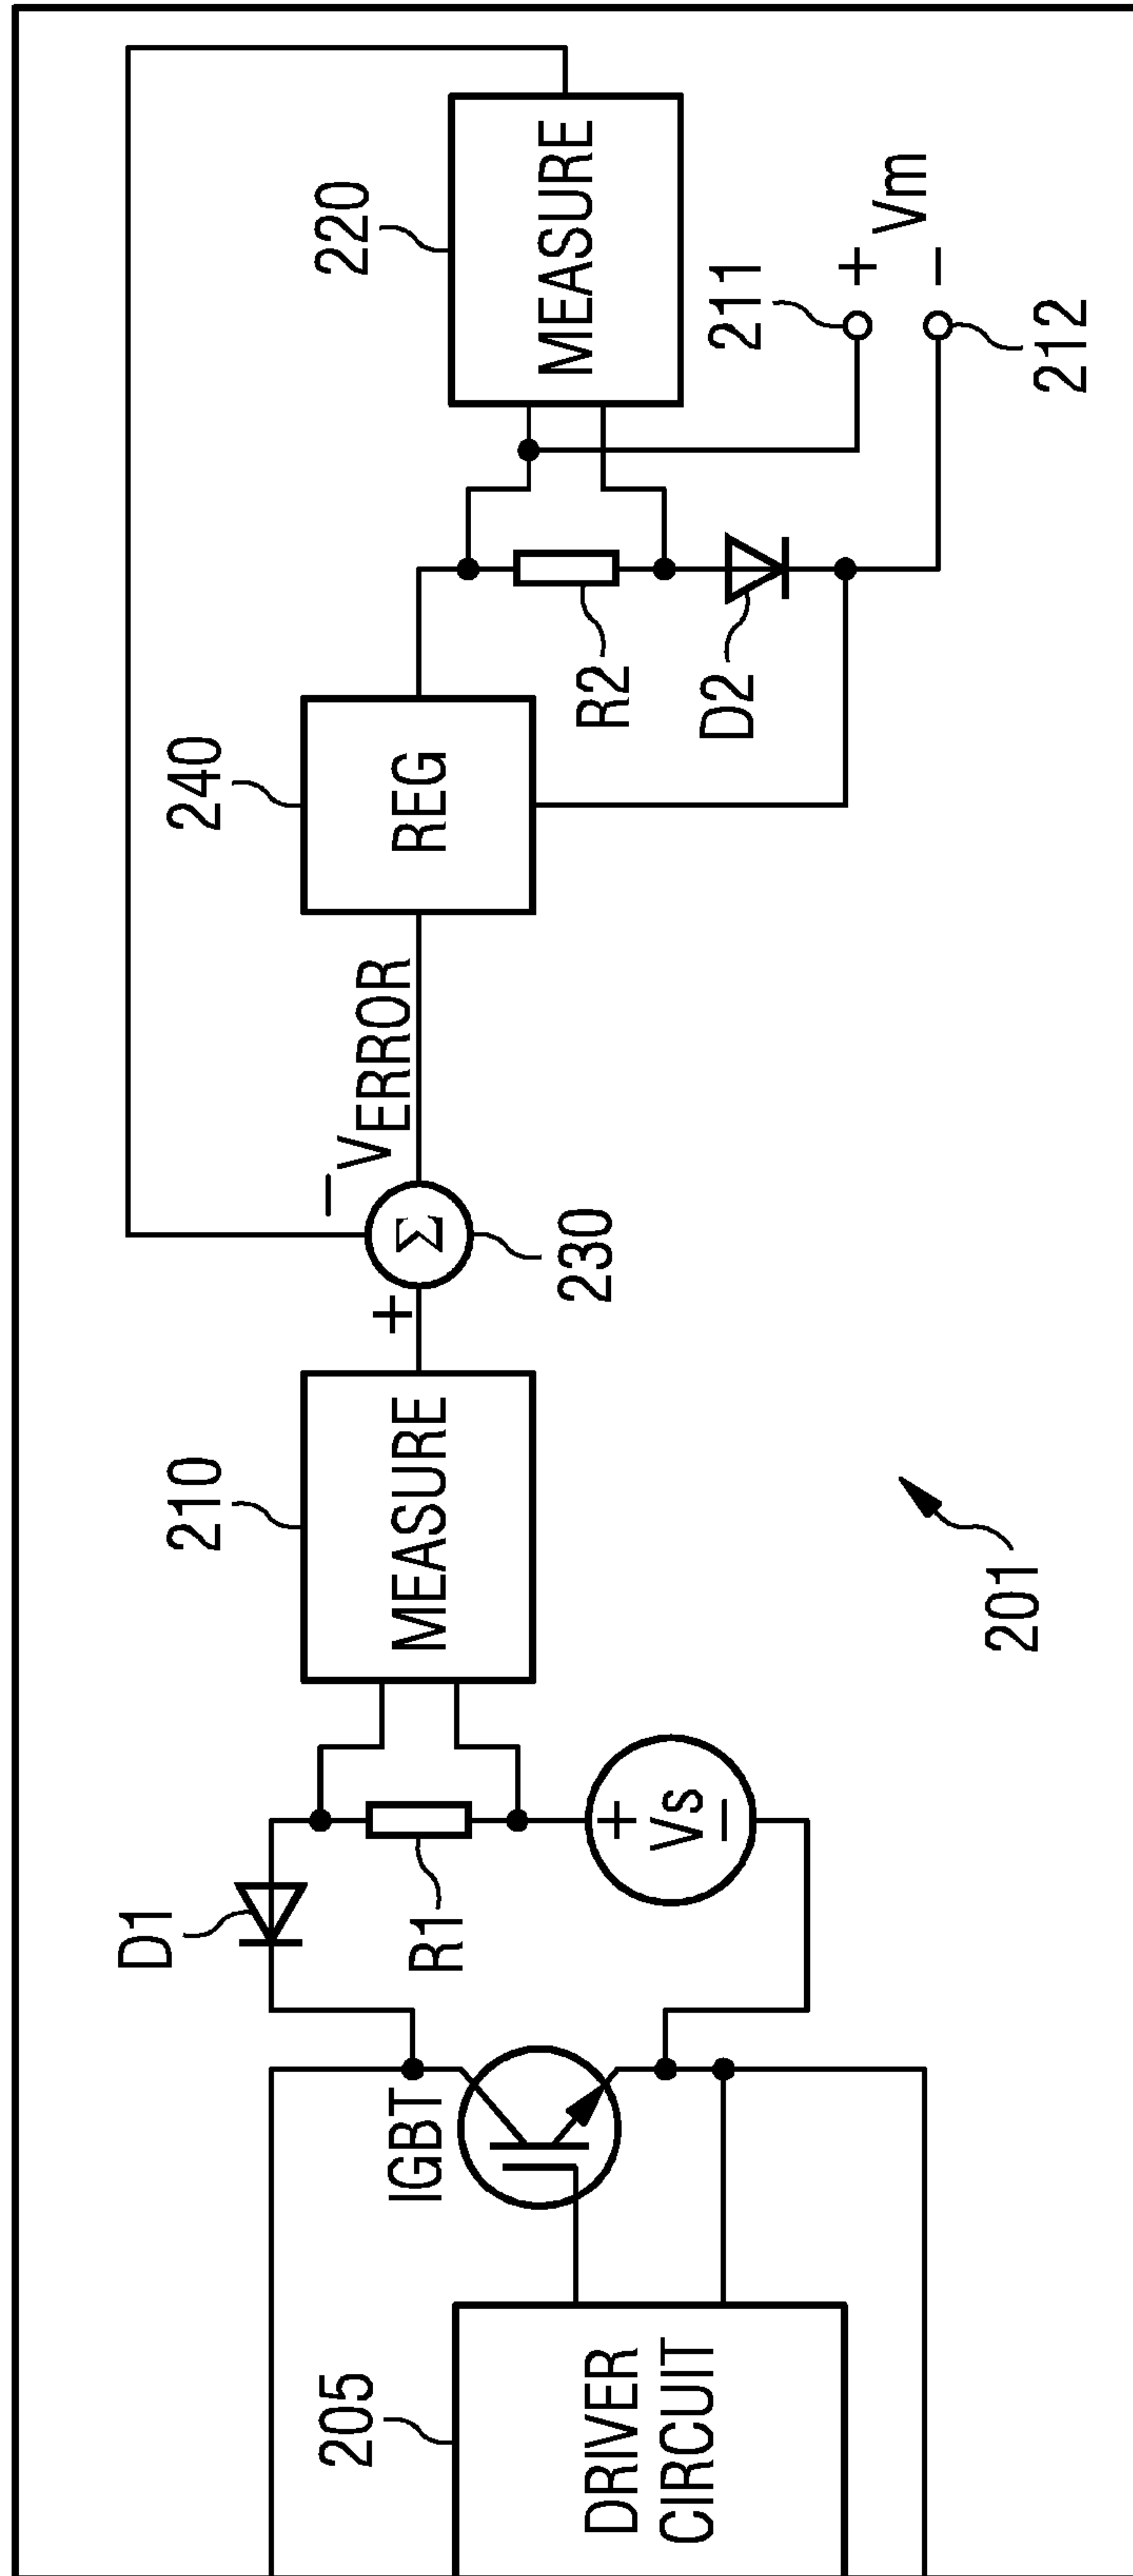 205
DRIVER
CIRCUIT
IGBT
D1
R1
+
Vs
−
210
MEASURE
+
Σ
230
−
VERROR
240
REG
R2
D2
220
MEASURE
211
+
Vm
−
212
201